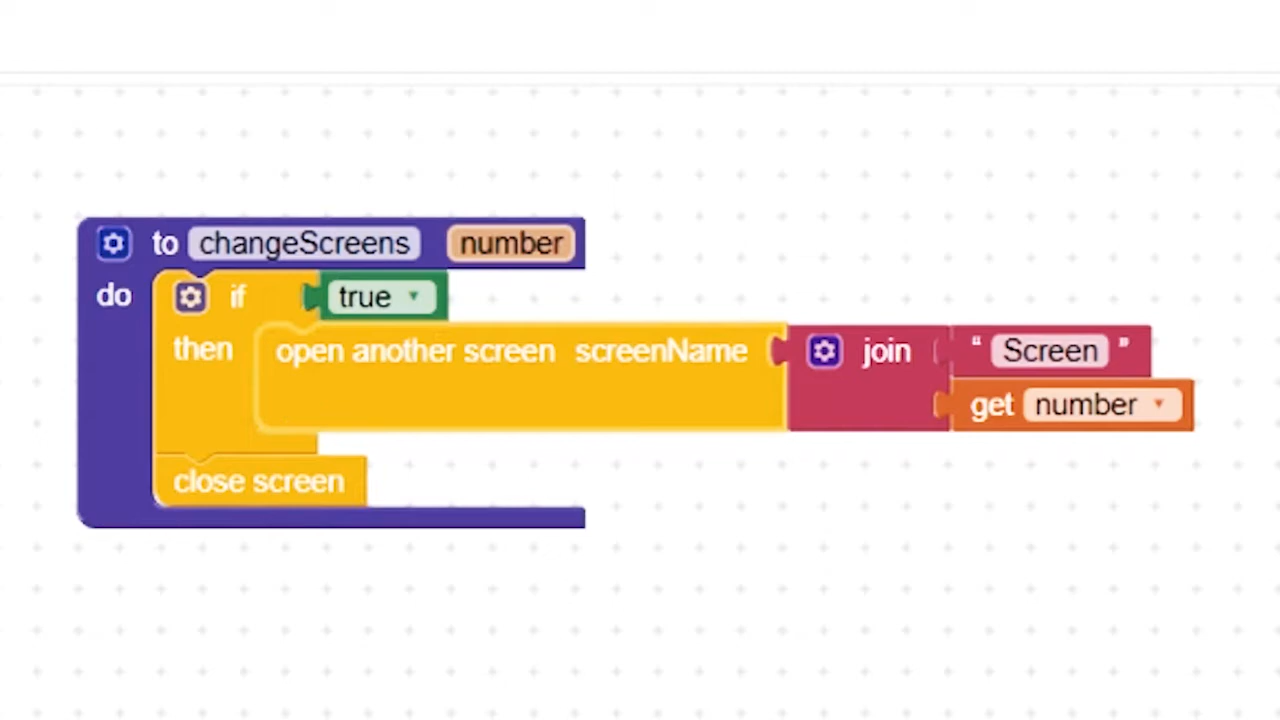 to changeScreens number
do if true
then open another screen screenName join “ Screen ”
get number
close screen